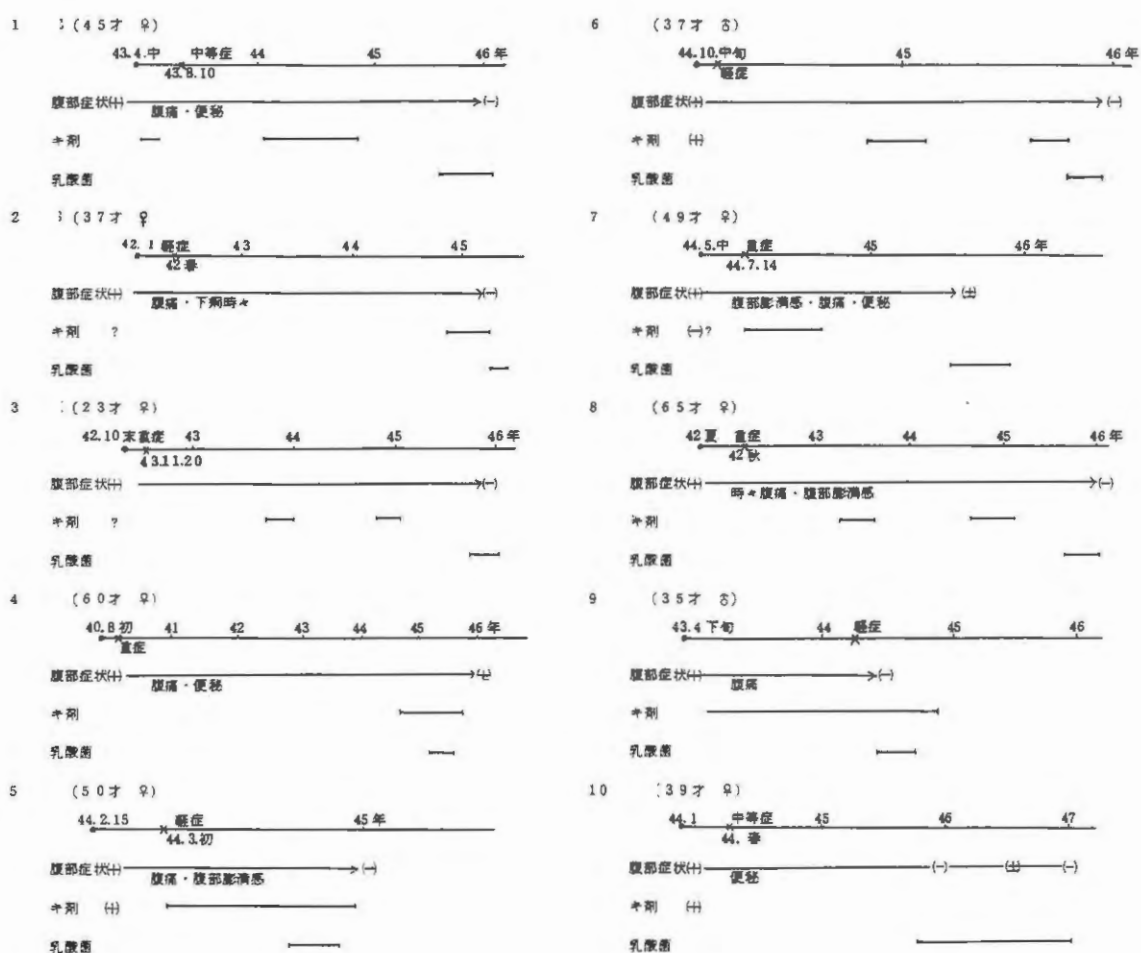 1 (45才 ♀)
43.4.中 中等症 44 45 46年
43.8.10
腹部症状(+) (-)
腹痛・便秘
キ剤
乳酸菌
2 (37才 ♀
42.1 軽症 43 44 45
42春
腹部症状(+) (-)
腹痛・下痢時々
キ剤 ?
乳酸菌
3 (23才 ♀)
42.10末重症 43 44 45 46年
43.11.20
腹部症状(+) (-)
キ剤 ?
乳酸菌
4 (60才 ♀)
40.8初 41 42 43 44 45 46年
重症
腹部症状(+)
腹痛・便秘
キ剤
乳酸菌
5 (50才 ♀)
44.2.15 軽症 45年
44.3.初
腹部症状(+) (-)
腹痛・腹部膨満感
キ剤 (+)
乳酸菌
6 (37才 ♂)
44.10.中旬 45 46年
軽症
腹部症状(+) (-)
キ剤 (+)
乳酸菌
7 (49才 ♀)
44.5.中 重症 45 46年
44.7.14
腹部症状(+) (±)
腹部膨満感・腹痛・便秘
キ剤 (-)?
乳酸菌
8 (65才 ♀)
42夏 重症 43 44 45 46年
42秋
腹部症状(+) (-)
時々腹痛・腹部膨満感
キ剤
乳酸菌
9 (35才 ♂)
43.4下旬 44 軽症 45 46
腹部症状(+) (-)
腹痛
キ剤
乳酸菌
10 (39才 ♀)
44.1 中等症 45 46 47
44.春
腹部症状(+) (-) (±) (-)
便秘
キ剤 (+)
乳酸菌